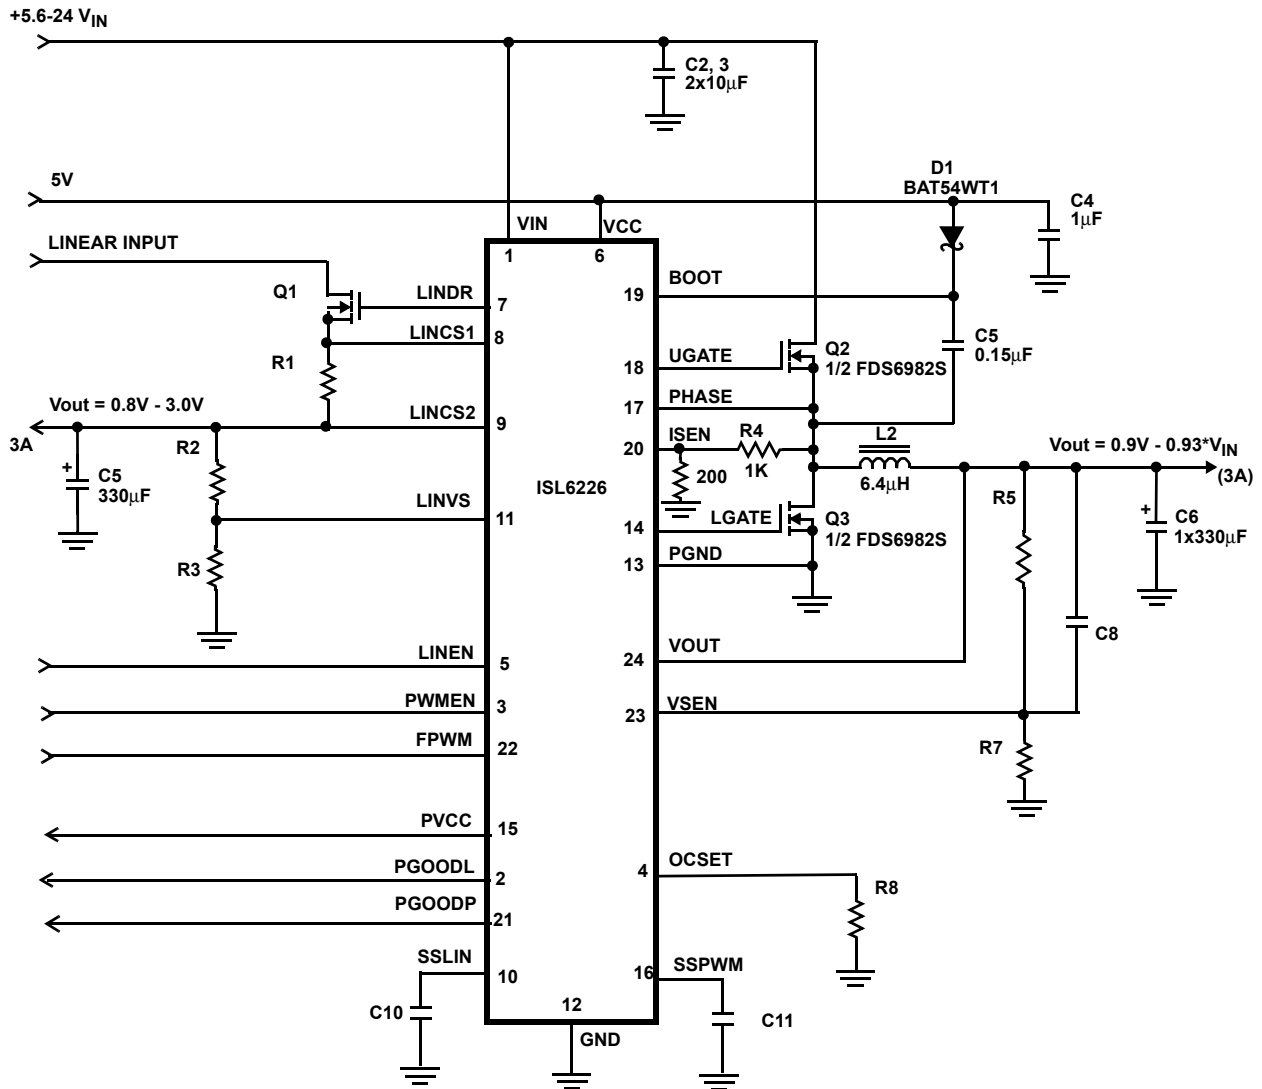 +5.6-24 VIN
C2, 3
2x10µF
5V
D1
BAT54WT1
C4
1µF
VIN
VCC
LINEAR INPUT
1
6
BOOT
19
Q1
LINDR
7
LINCS1
8
C5
0.15µF
UGATE
18
Q2
1/2 FDS6982S
R1
PHASE
17
Vout = 0.8V - 3.0V
LINCS2
9
3A
ISEN
20
R4
1K
L2
6.4µH
Vout = 0.9V - 0.93*VIN
(3A)
R2
+
C5
330µF
200
ISL6226
R5
LINVS
11
LGATE
14
Q3
1/2 FDS6982S
+
C6
1x330µF
PGND
13
R3
C8
LINEN
5
VOUT
24
PWMEN
3
VSEN
23
FPWM
22
R7
PVCC
15
PGOODL
2
OCSET
4
R8
PGOODP
21
SSLIN
10
SSPWM
16
C10
12
GND
C11